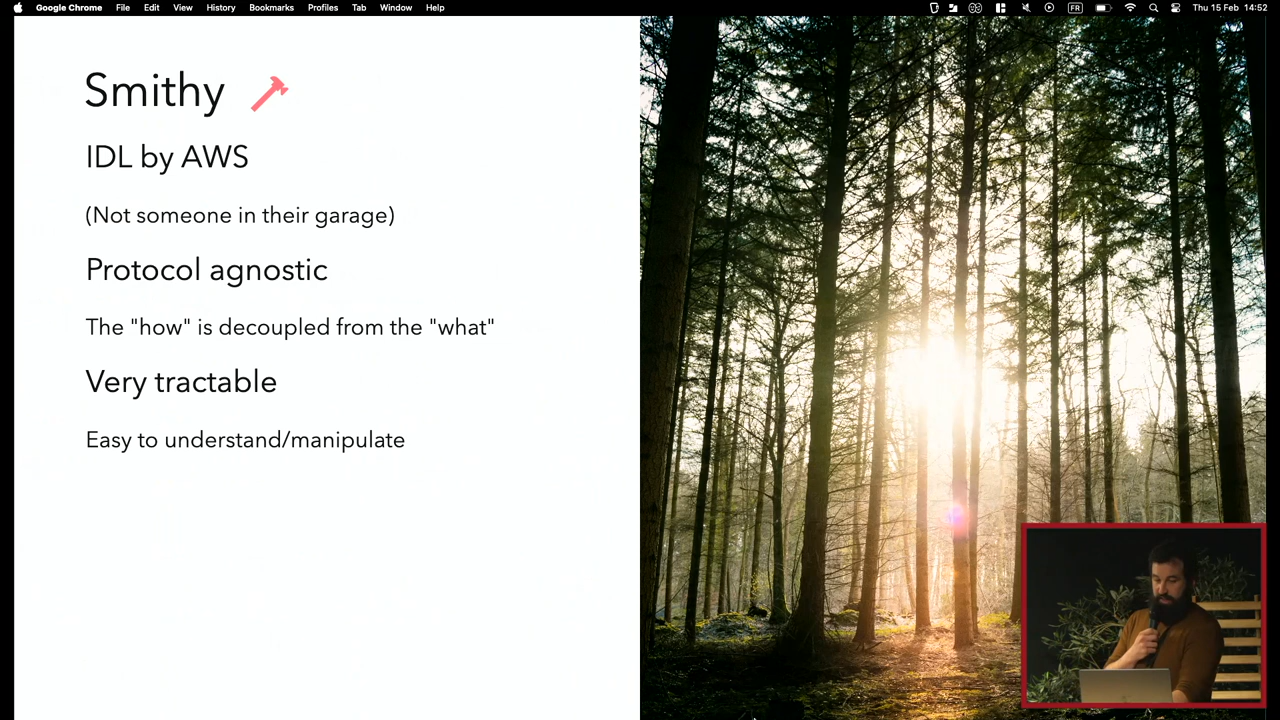 Google Chrome File Edit View History Bookmarks Profiles Tab Window Help FR Thu 15 Feb 14:52
Smithy
IDL by AWS
(Not someone in their garage)
Protocol agnostic
The "how" is decoupled from the "what"
Very tractable
Easy to understand/manipulate